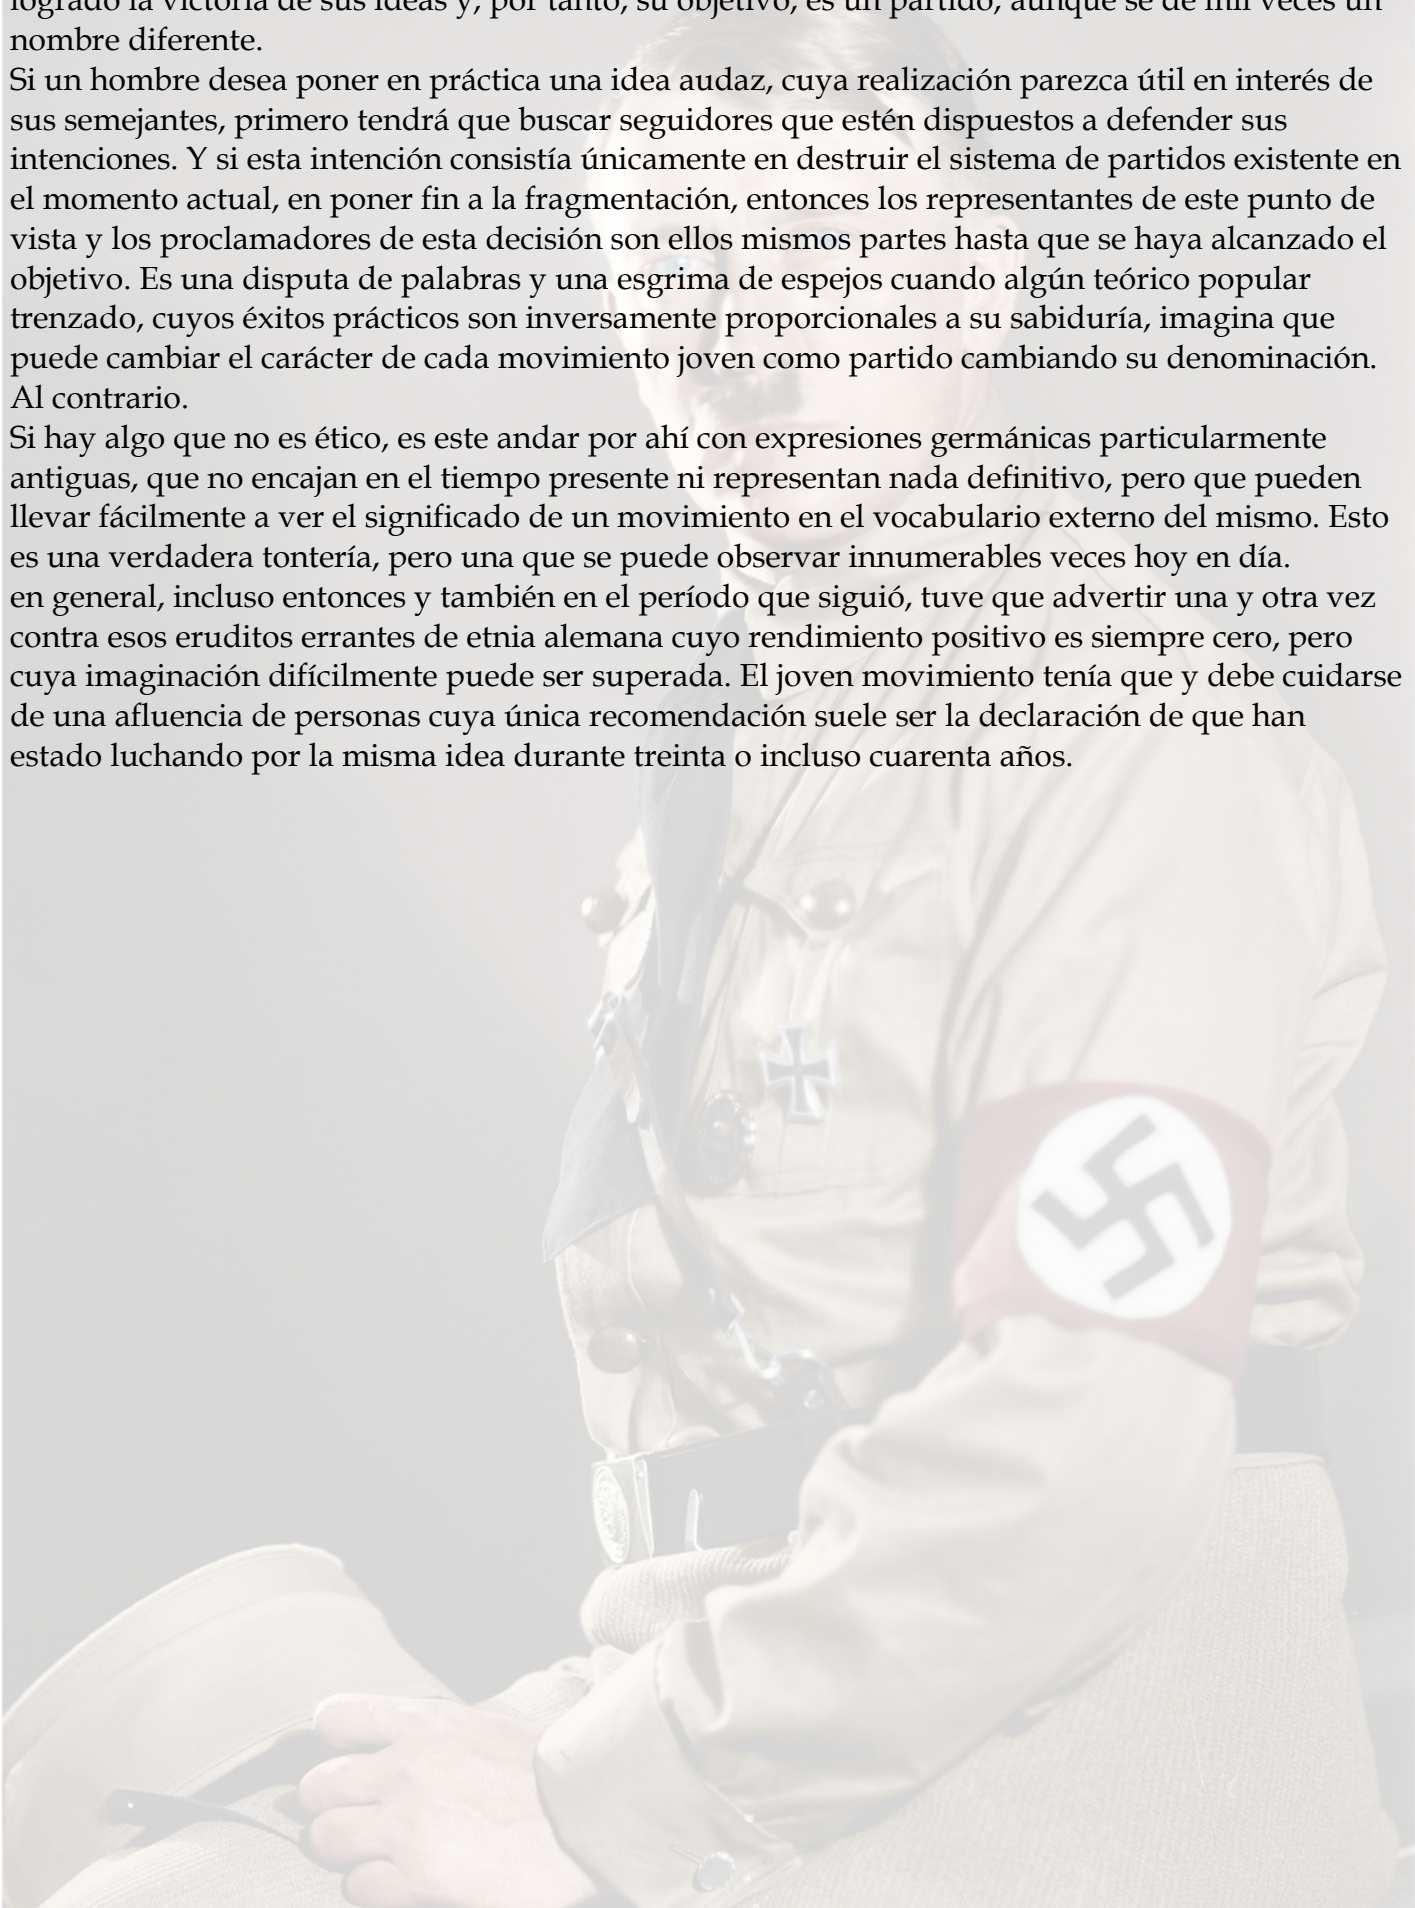 logrado la victoria de sus ideas y, por tanto, su objetivo, es un partido, aunque se dé mil veces un
nombre diferente.
Si un hombre desea poner en práctica una idea audaz, cuya realización parezca útil en interés de
sus semejantes, primero tendrá que buscar seguidores que estén dispuestos a defender sus
intenciones. Y si esta intención consistía únicamente en destruir el sistema de partidos existente en
el momento actual, en poner fin a la fragmentación, entonces los representantes de este punto de
vista y los proclamadores de esta decisión son ellos mismos partes hasta que se haya alcanzado el
objetivo. Es una disputa de palabras y una esgrima de espejos cuando algún teórico popular
trenzado, cuyos éxitos prácticos son inversamente proporcionales a su sabiduría, imagina que
puede cambiar el carácter de cada movimiento joven como partido cambiando su denominación.
Al contrario.
Si hay algo que no es ético, es este andar por ahí con expresiones germánicas particularmente
antiguas, que no encajan en el tiempo presente ni representan nada definitivo, pero que pueden
llevar fácilmente a ver el significado de un movimiento en el vocabulario externo del mismo. Esto
es una verdadera tontería, pero una que se puede observar innumerables veces hoy en día.
en general, incluso entonces y también en el período que siguió, tuve que advertir una y otra vez
contra esos eruditos errantes de etnia alemana cuyo rendimiento positivo es siempre cero, pero
cuya imaginación difícilmente puede ser superada. El joven movimiento tenía que y debe cuidarse
de una afluencia de personas cuya única recomendación suele ser la declaración de que han
estado luchando por la misma idea durante treinta o incluso cuarenta años.